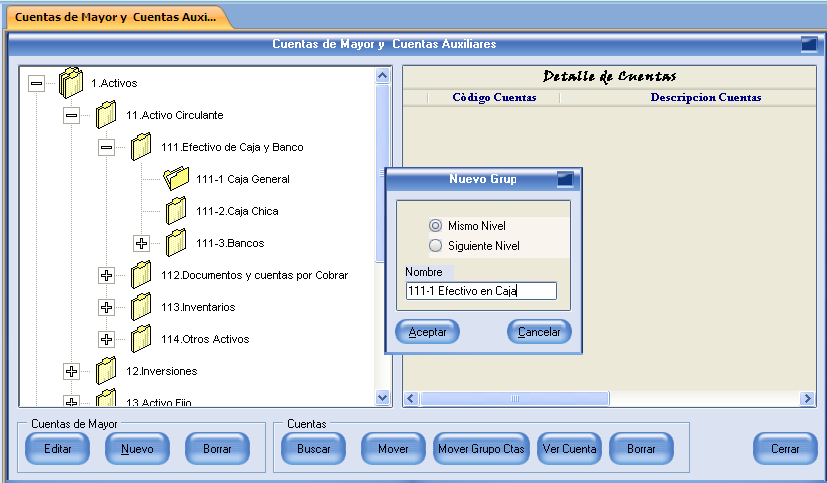 Cuentas de Mayor y Cuentas Auxi...
Cuentas de Mayor y Cuentas Auxiliares
1.Activos
11.Activo Circulante
111.Efectivo de Caja y Banco
111-1 Caja General
111-2.Caja Chica
111-3.Bancos
112.Documentos y cuentas por Cobrar
113.Inventarios
114.Otros Activos
12.Inversiones
13.Activo Fijo
Detalle de Cuentas
Còdigo Cuentas Descripcion Cuentas
Nuevo Grup
Mismo Nivel
Siguiente Nivel
Nombre
111-1 Efectivo en Caja
Aceptar Cancelar
Cuentas de Mayor
Editar Nuevo Borrar
Cuentas
Buscar Mover Mover Grupo Ctas Ver Cuenta Borrar
Cerrar